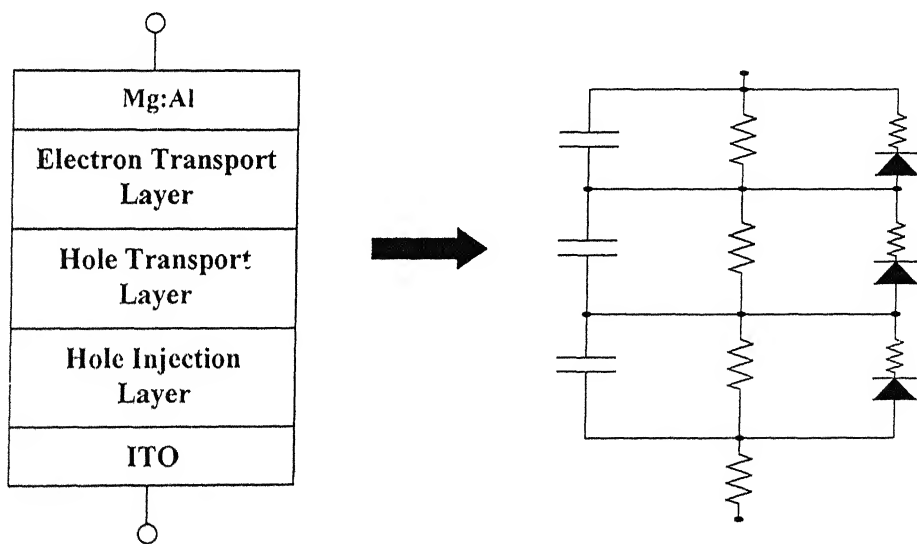 Mg:Al
Electron Transport
Layer
Hole Transport
Layer
Hole Injection
Layer
ITO